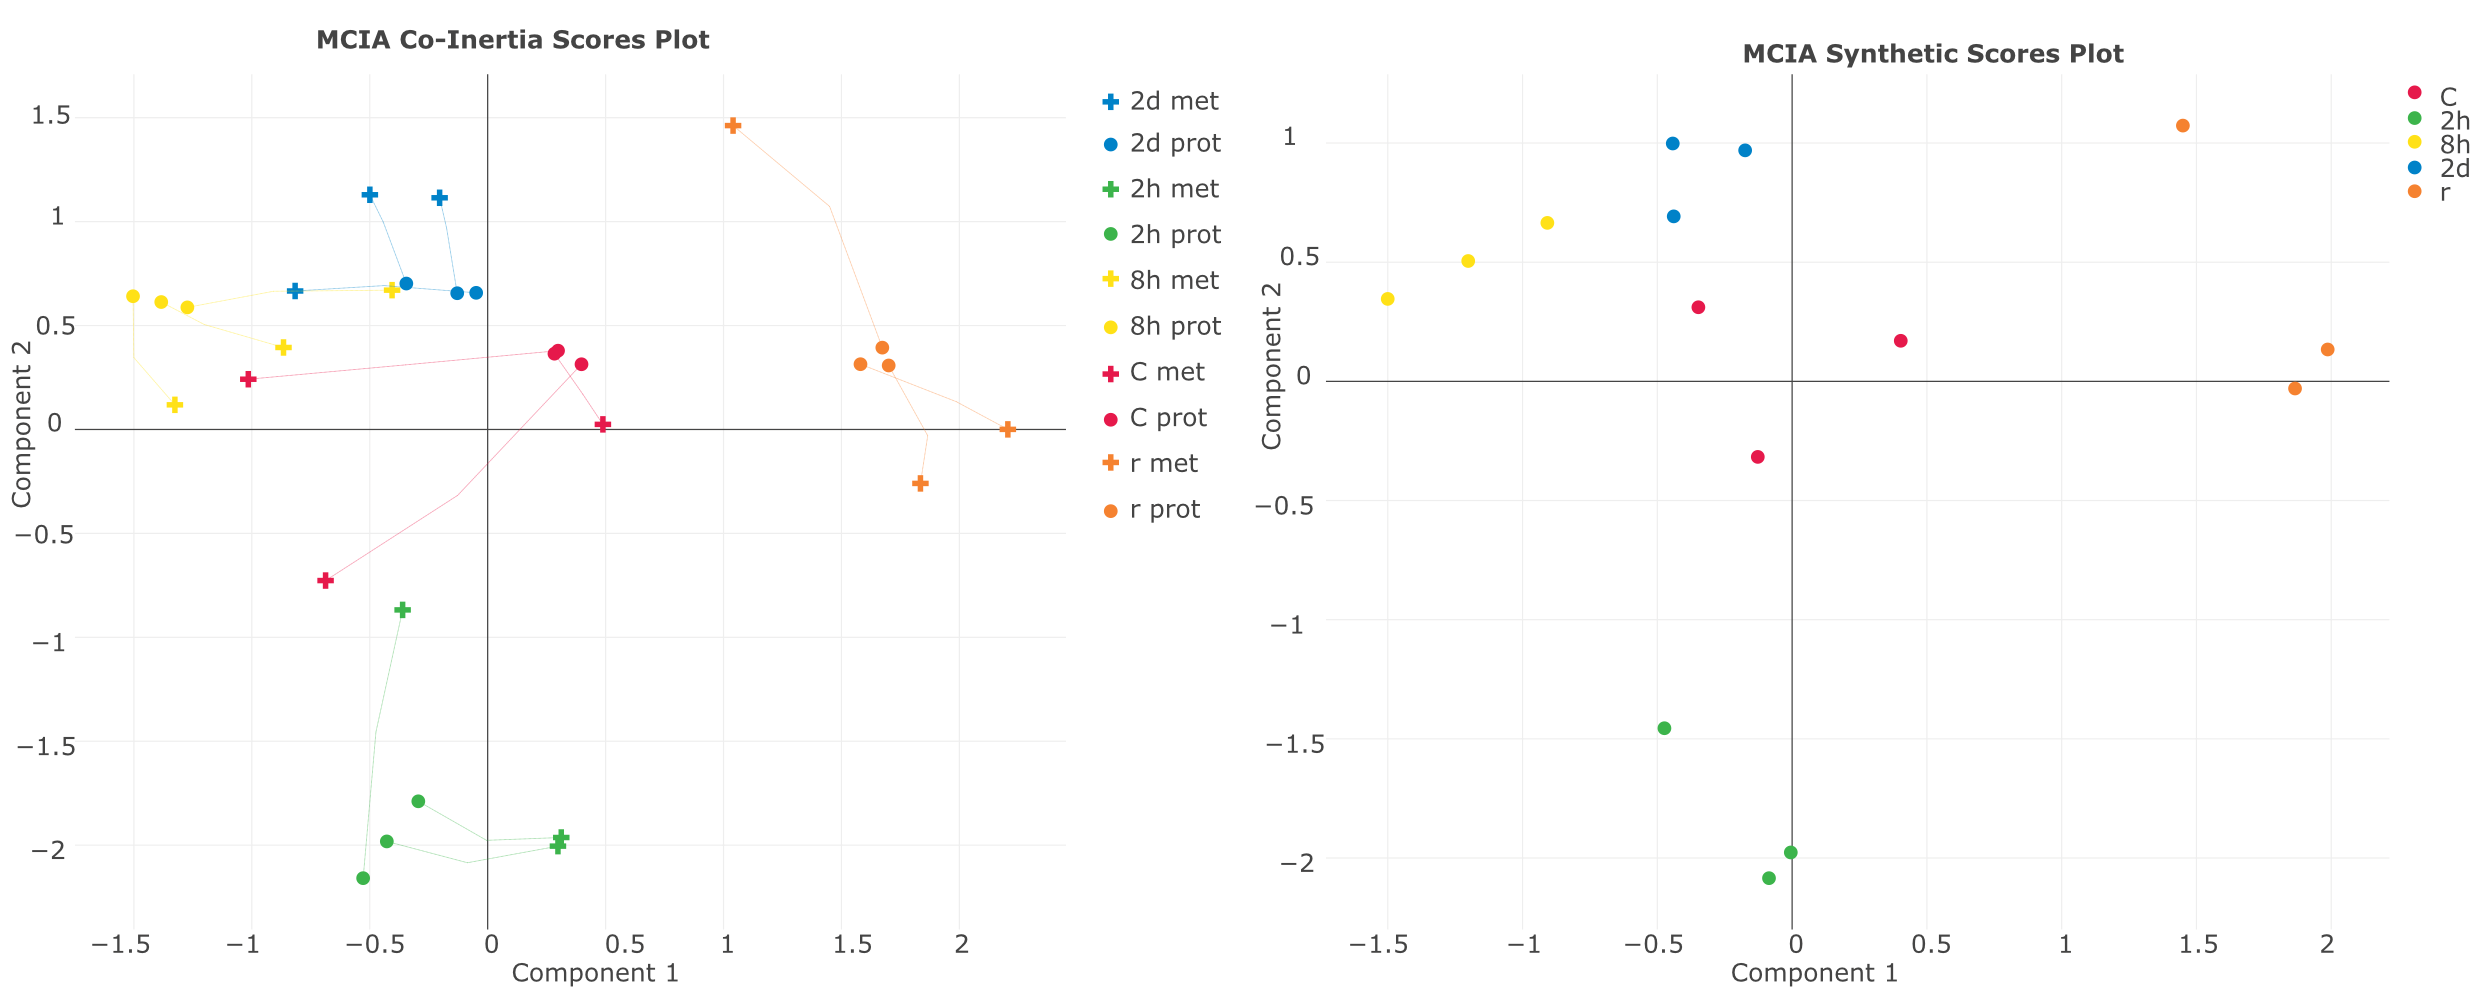 MCIA Co-Inertia Scores Plot
1.5
1
0.5
0
−0.5
−1
−1.5
−2
Component 2
−1.5
−1
−0.5
0
0.5
1
1.5
2
Component 1
2d met
2d prot
2h met
2h prot
8h met
8h prot
C met
C prot
r met
r prot
MCIA Synthetic Scores Plot
1
0.5
0
−0.5
−1
−1.5
−2
Component 2
−1.5
−1
−0.5
0
0.5
1
1.5
2
Component 1
C
2h
8h
2d
r